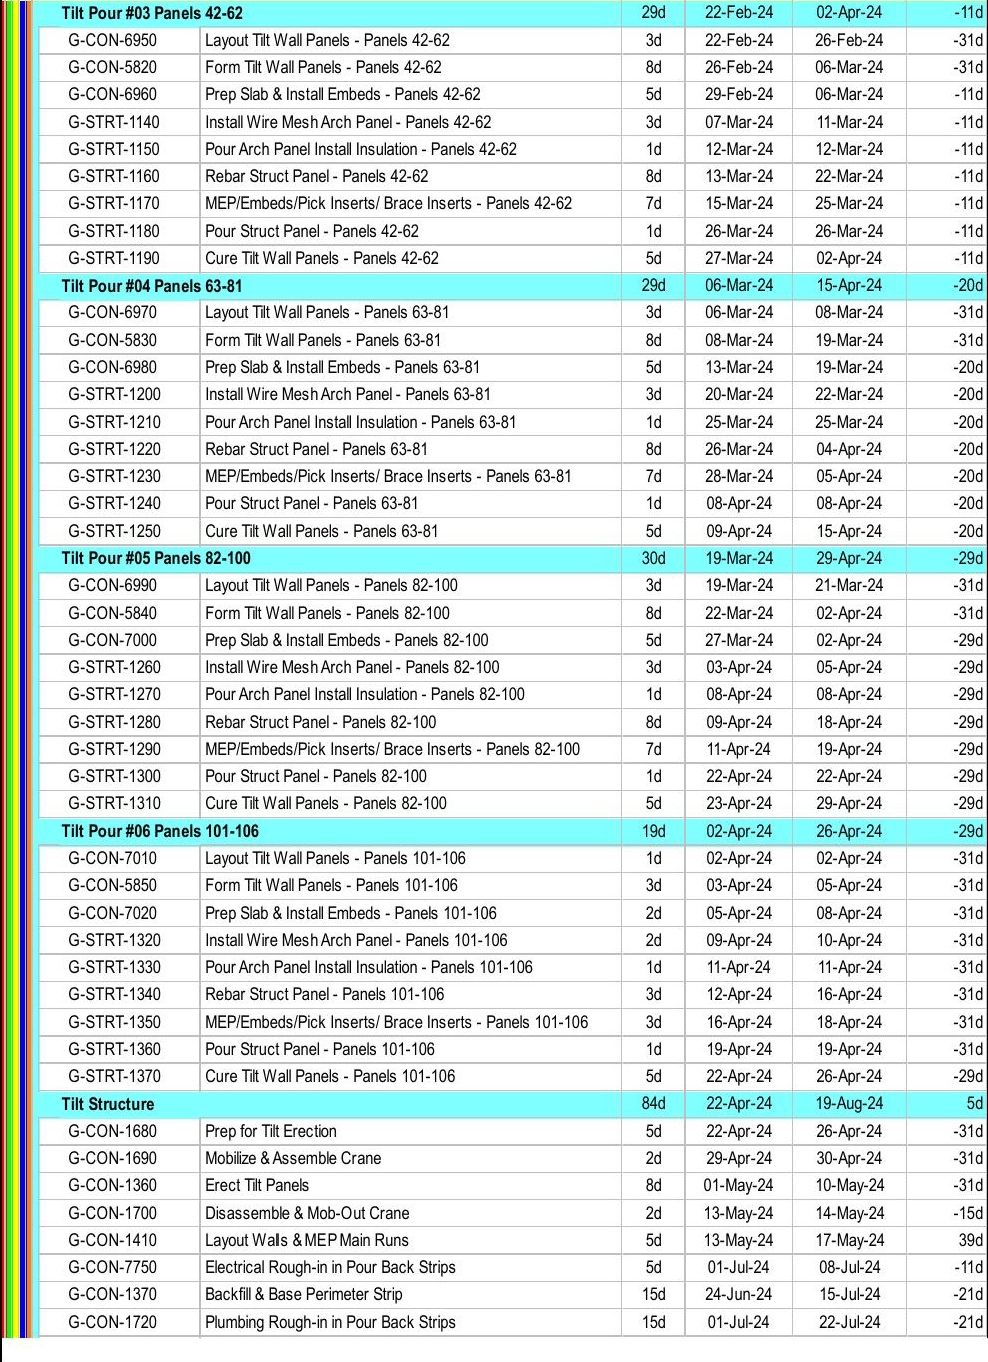 Tilt Pour #03 Panels 42-62 29d 22-Feb-24 02-Apr-24 -11d
G-CON-6950 Layout Tilt Wall Panels - Panels 42-62 3d 22-Feb-24 26-Feb-24 -31d
G-CON-5820 Form Tilt Wall Panels - Panels 42-62 8d 26-Feb-24 06-Mar-24 -31d
G-CON-6960 Prep Slab & Install Embeds - Panels 42-62 5d 29-Feb-24 06-Mar-24 -11d
G-STRT-1140 Install Wire Mesh Arch Panel - Panels 42-62 3d 07-Mar-24 11-Mar-24 -11d
G-STRT-1150 Pour Arch Panel Install Insulation - Panels 42-62 1d 12-Mar-24 12-Mar-24 -11d
G-STRT-1160 Rebar Struct Panel - Panels 42-62 8d 13-Mar-24 22-Mar-24 -11d
G-STRT-1170 MEP/Embeds/Pick Inserts/ Brace Inserts - Panels 42-62 7d 15-Mar-24 25-Mar-24 -11d
G-STRT-1180 Pour Struct Panel - Panels 42-62 1d 26-Mar-24 26-Mar-24 -11d
G-STRT-1190 Cure Tilt Wall Panels - Panels 42-62 5d 27-Mar-24 02-Apr-24 -11d
Tilt Pour #04 Panels 63-81 29d 06-Mar-24 15-Apr-24 -20d
G-CON-6970 Layout Tilt Wall Panels - Panels 63-81 3d 06-Mar-24 08-Mar-24 -31d
G-CON-5830 Form Tilt Wall Panels - Panels 63-81 8d 08-Mar-24 19-Mar-24 -31d
G-CON-6980 Prep Slab & Install Embeds - Panels 63-81 5d 13-Mar-24 19-Mar-24 -20d
G-STRT-1200 Install Wire Mesh Arch Panel - Panels 63-81 3d 20-Mar-24 22-Mar-24 -20d
G-STRT-1210 Pour Arch Panel Install Insulation - Panels 63-81 1d 25-Mar-24 25-Mar-24 -20d
G-STRT-1220 Rebar Struct Panel - Panels 63-81 8d 26-Mar-24 04-Apr-24 -20d
G-STRT-1230 MEP/Embeds/Pick Inserts/ Brace Inserts - Panels 63-81 7d 28-Mar-24 05-Apr-24 -20d
G-STRT-1240 Pour Struct Panel - Panels 63-81 1d 08-Apr-24 08-Apr-24 -20d
G-STRT-1250 Cure Tilt Wall Panels - Panels 63-81 5d 09-Apr-24 15-Apr-24 -20d
Tilt Pour #05 Panels 82-100 30d 19-Mar-24 29-Apr-24 -29d
G-CON-6990 Layout Tilt Wall Panels - Panels 82-100 3d 19-Mar-24 21-Mar-24 -31d
G-CON-5840 Form Tilt Wall Panels - Panels 82-100 8d 22-Mar-24 02-Apr-24 -31d
G-CON-7000 Prep Slab & Install Embeds - Panels 82-100 5d 27-Mar-24 02-Apr-24 -29d
G-STRT-1260 Install Wire Mesh Arch Panel - Panels 82-100 3d 03-Apr-24 05-Apr-24 -29d
G-STRT-1270 Pour Arch Panel Install Insulation - Panels 82-100 1d 08-Apr-24 08-Apr-24 -29d
G-STRT-1280 Rebar Struct Panel - Panels 82-100 8d 09-Apr-24 18-Apr-24 -29d
G-STRT-1290 MEP/Embeds/Pick Inserts/ Brace Inserts - Panels 82-100 7d 11-Apr-24 19-Apr-24 -29d
G-STRT-1300 Pour Struct Panel - Panels 82-100 1d 22-Apr-24 22-Apr-24 -29d
G-STRT-1310 Cure Tilt Wall Panels - Panels 82-100 5d 23-Apr-24 29-Apr-24 -29d
Tilt Pour #06 Panels 101-106 19d 02-Apr-24 26-Apr-24 -29d
G-CON-7010 Layout Tilt Wall Panels - Panels 101-106 1d 02-Apr-24 02-Apr-24 -31d
G-CON-5850 Form Tilt Wall Panels - Panels 101-106 3d 03-Apr-24 05-Apr-24 -31d
G-CON-7020 Prep Slab & Install Embeds - Panels 101-106 2d 05-Apr-24 08-Apr-24 -31d
G-STRT-1320 Install Wire Mesh Arch Panel - Panels 101-106 2d 09-Apr-24 10-Apr-24 -31d
G-STRT-1330 Pour Arch Panel Install Insulation - Panels 101-106 1d 11-Apr-24 11-Apr-24 -31d
G-STRT-1340 Rebar Struct Panel - Panels 101-106 3d 12-Apr-24 16-Apr-24 -31d
G-STRT-1350 MEP/Embeds/Pick Inserts/ Brace Inserts - Panels 101-106 3d 16-Apr-24 18-Apr-24 -31d
G-STRT-1360 Pour Struct Panel - Panels 101-106 1d 19-Apr-24 19-Apr-24 -31d
G-STRT-1370 Cure Tilt Wall Panels - Panels 101-106 5d 22-Apr-24 26-Apr-24 -29d
Tilt Structure 84d 22-Apr-24 19-Aug-24 5d
G-CON-1680 Prep for Tilt Erection 5d 22-Apr-24 26-Apr-24 -31d
G-CON-1690 Mobilize & Assemble Crane 2d 29-Apr-24 30-Apr-24 -31d
G-CON-1360 Erect Tilt Panels 8d 01-May-24 10-May-24 -31d
G-CON-1700 Disassemble & Mob-Out Crane 2d 13-May-24 14-May-24 -15d
G-CON-1410 Layout Walls & MEP Main Runs 5d 13-May-24 17-May-24 39d
G-CON-7750 Electrical Rough-in in Pour Back Strips 5d 01-Jul-24 08-Jul-24 -11d
G-CON-1370 Backfill & Base Perimeter Strip 15d 24-Jun-24 15-Jul-24 -21d
G-CON-1720 Plumbing Rough-in in Pour Back Strips 15d 01-Jul-24 22-Jul-24 -21d